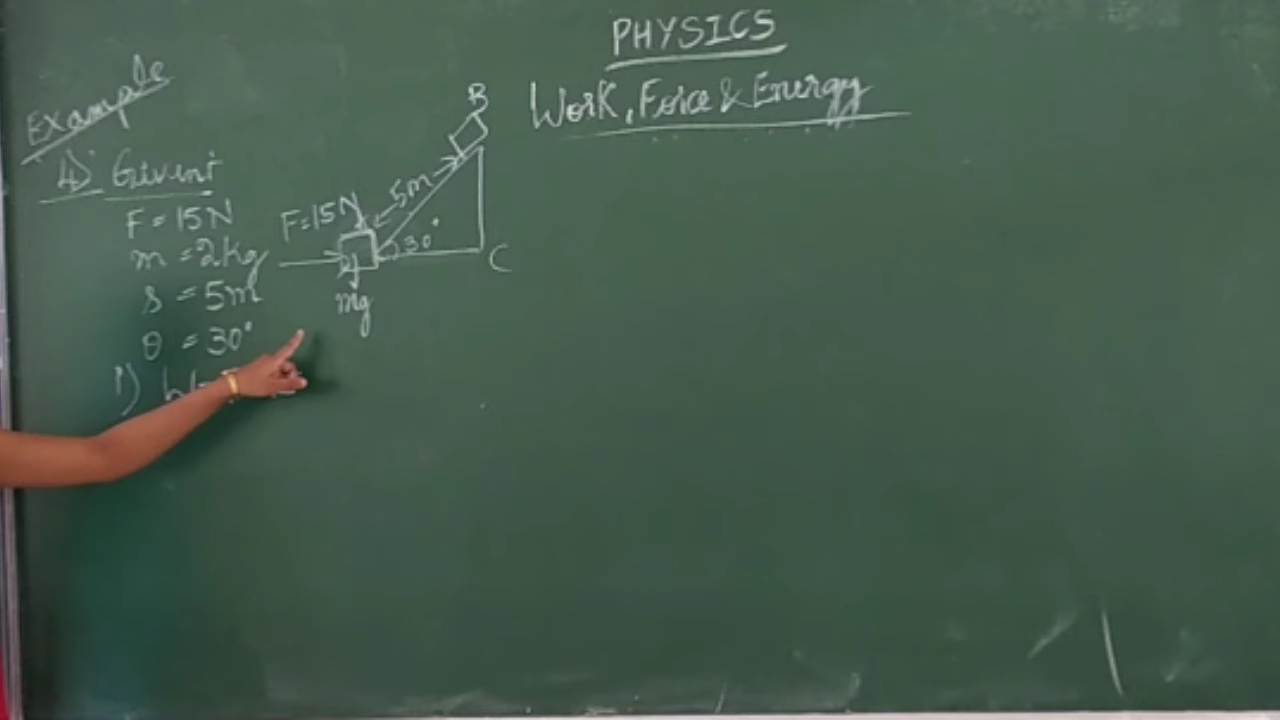 PHYSICS
Work, Force & Energy
Example
4) Given:
F = 15N
m = 2kg
s = 5m
θ = 30°
i)
B
5m
F=15N
30°
C
mg